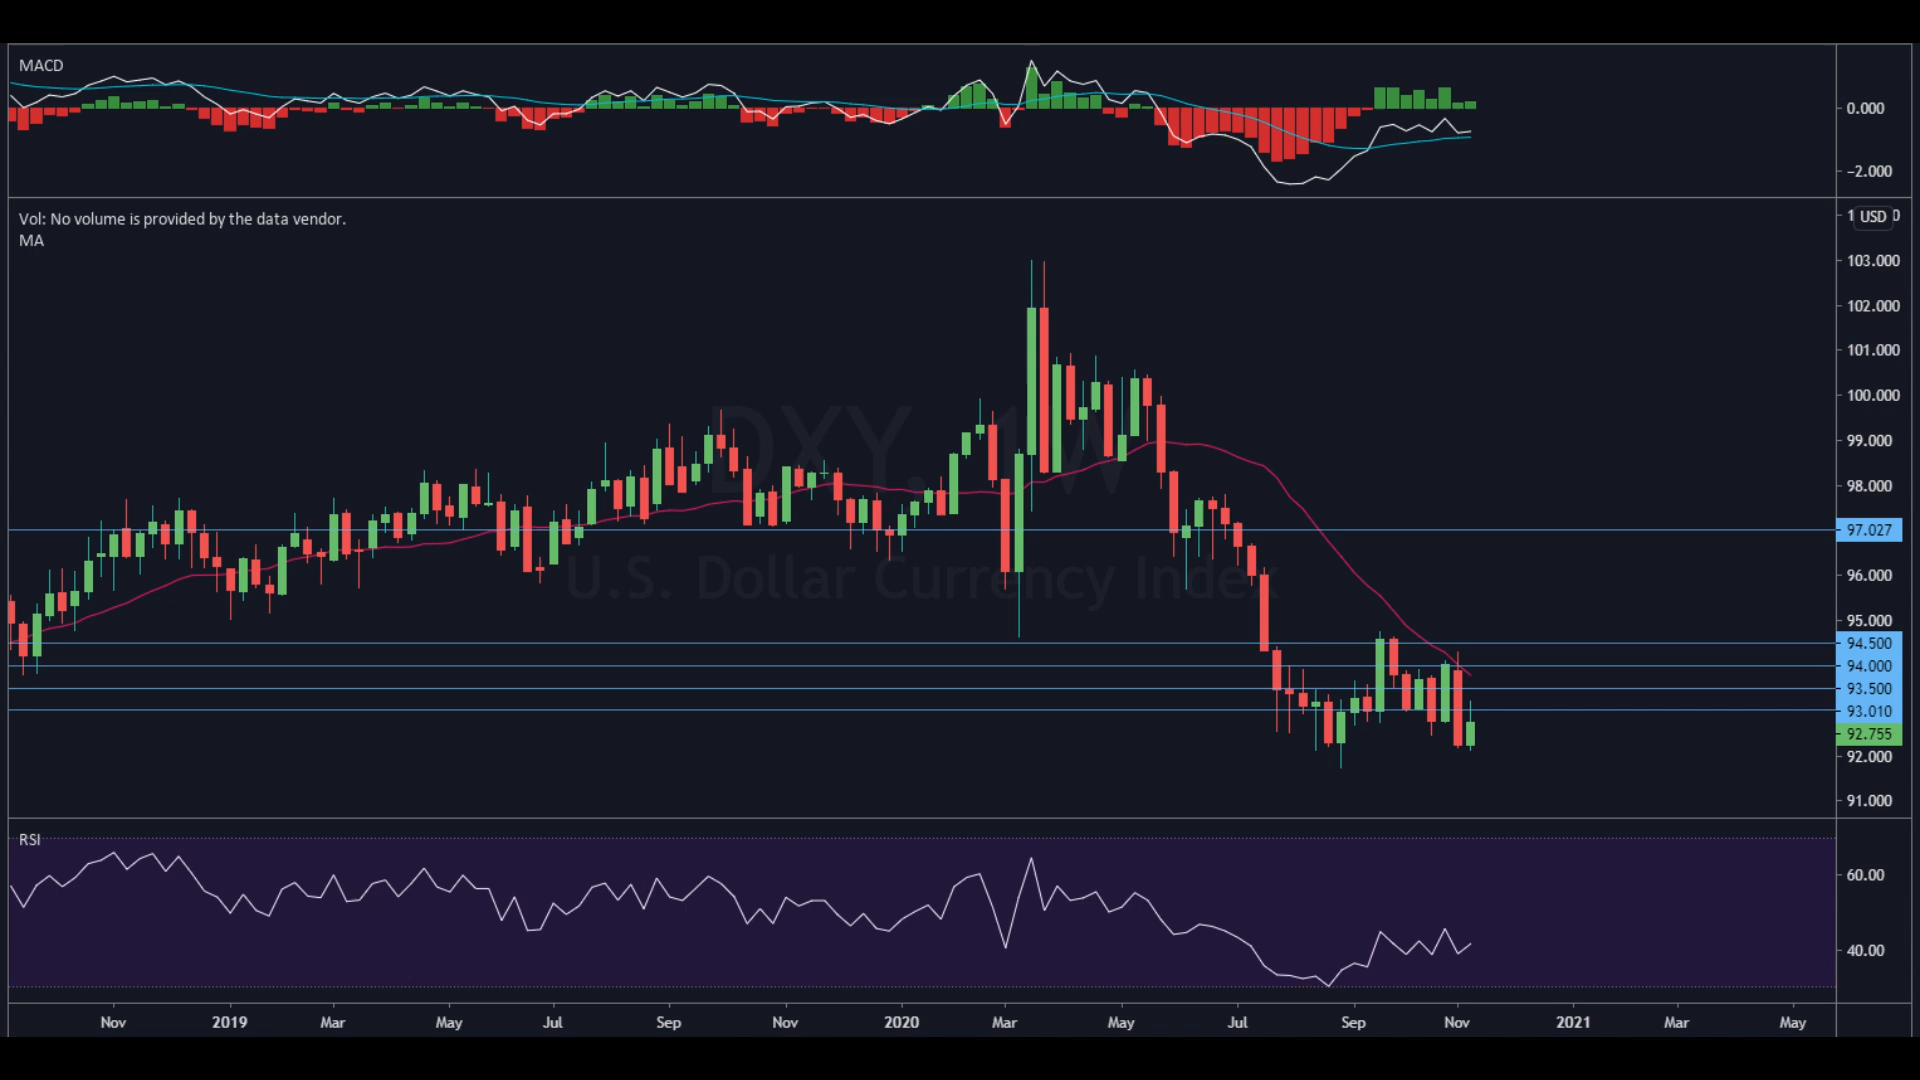 MACD
0.000
−2.000
Vol: No volume is provided by the data vendor.
MA
USD
103.000
102.000
101.000
100.000
99.000
98.000
97.027
96.000
95.000
94.500
94.000
93.500
93.010
92.755
92.000
91.000
DXY, 1W
U.S. Dollar Currency Index
RSI
60.00
40.00
Nov 2019 Mar May Jul Sep Nov 2020 Mar May Jul Sep Nov 2021 Mar May